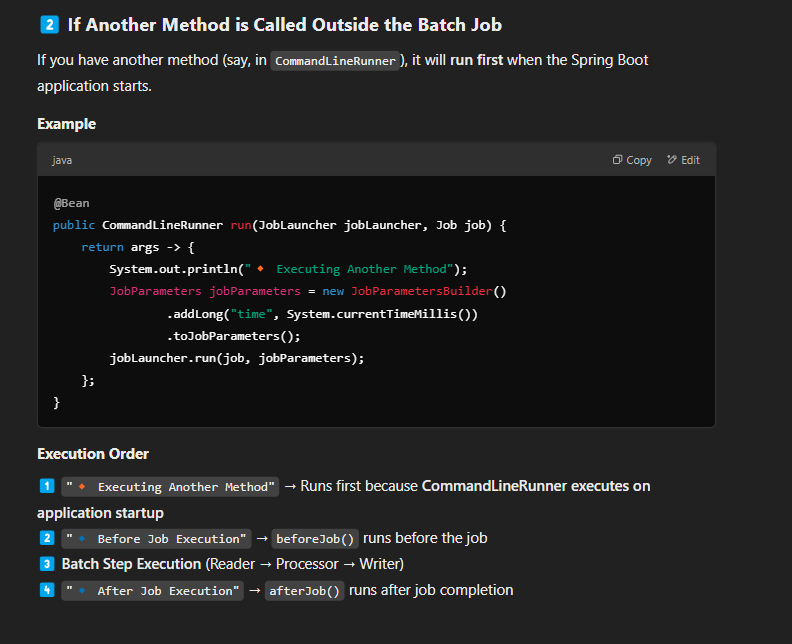 2 If Another Method is Called Outside the Batch Job
If you have another method (say, in CommandLineRunner), it will run first when the Spring Boot
application starts.
Example
java Copy Edit
@Bean
public CommandLineRunner run(JobLauncher jobLauncher, Job job) {
    return args -> {
        System.out.println("🔸 Executing Another Method");
        JobParameters jobParameters = new JobParametersBuilder()
                .addLong("time", System.currentTimeMillis())
                .toJobParameters();
        jobLauncher.run(job, jobParameters);
    };
}
Execution Order
1 "🔸 Executing Another Method" → Runs first because CommandLineRunner executes on
application startup
2 "🔹 Before Job Execution" → beforeJob() runs before the job
3 Batch Step Execution (Reader → Processor → Writer)
4 "🔹 After Job Execution" → afterJob() runs after job completion